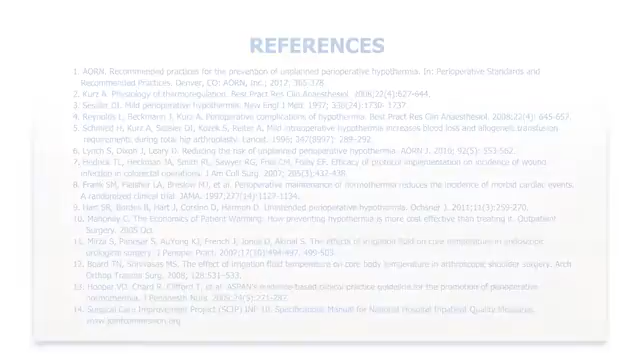 REFERENCES
1. AORN. Recommended practices for the prevention of unplanned perioperative hypothermia. In: Perioperative Standards and
Recommended Practices. Denver, CO: AORN, Inc.; 2017: 365-378.
2. Kurz A. Physiology of thermoregulation. Best Pract Res Clin Anaesthesiol. 2008;22(4):627-644.
3. Sessler DI. Mild perioperative hypothermia. New Engl J Med. 1997; 336(24):1730- 1737
4. Reynolds L, Beckmann J, Kurz A. Perioperative complications of hypothermia. Best Pract Res Clin Anaesthesiol. 2008;22(4): 645-657.
5. Schmied H, Kurz A, Sessler DI, Kozek S, Reiter A. Mild intraoperative hypothermia increases blood loss and allogeneic transfusion
requirements during total hip arthroplasty. Lancet. 1996; 347(8997): 289-292.
6. Lynch S, Dixon J, Leary D. Reducing the risk of unplanned perioperative hypothermia. AORN J. 2010; 92(5): 553-562.
7. Hedrick TL, Heckman JA, Smith RL, Sawyer RG, Friel CM, Foley EF. Efficacy of protocol implementation on incidence of wound
infection in colorectal operations. J Am Coll Surg. 2007; 205(3):432-438.
8. Frank SM, Fleisher LA, Breslow MJ, et al. Perioperative maintenance of normothermia reduces the incidence of morbid cardiac events.
A randomized clinical trial. JAMA. 1997;277(14):1127-1134.
9. Hart SR, Bordes B, Hart J, Corsino D, Harmon D. Unintended perioperative hypothermia. Ochsner J. 2011;11(3):259-270.
10. Mahoney C. The Economics of Patient Warming. How preventing hypothermia is more cost effective than treating it. Outpatient
Surgery. 2005 Oct.
11. Mirza S, Panesar S, AuYong KJ, French J, Jones D, Akmal S. The effects of irrigation fluid on core temperature in endoscopic
urological surgery. J Perioper. Pract. 2007;17(10):494-497, 499-503.
12. Board TN, Srinivasan MS. The effect of irrigation fluid temperature on core body temperature in arthroscopic shoulder surgery. Arch
Orthop Trauma Surg. 2008, 128:531-533.
13. Hooper VD, Chard R, Clifford T, et al. ASPAN's evidence-based clinical practice guideline for the promotion of perioperative
normothermia. J Perianesth Nurs. 2009;24(5):271-287.
14. Surgical Care Improvement Project (SCIP) INF 10. Specifications Manual for National Hospital Inpatient Quality Measures.
www.jointcommission.org